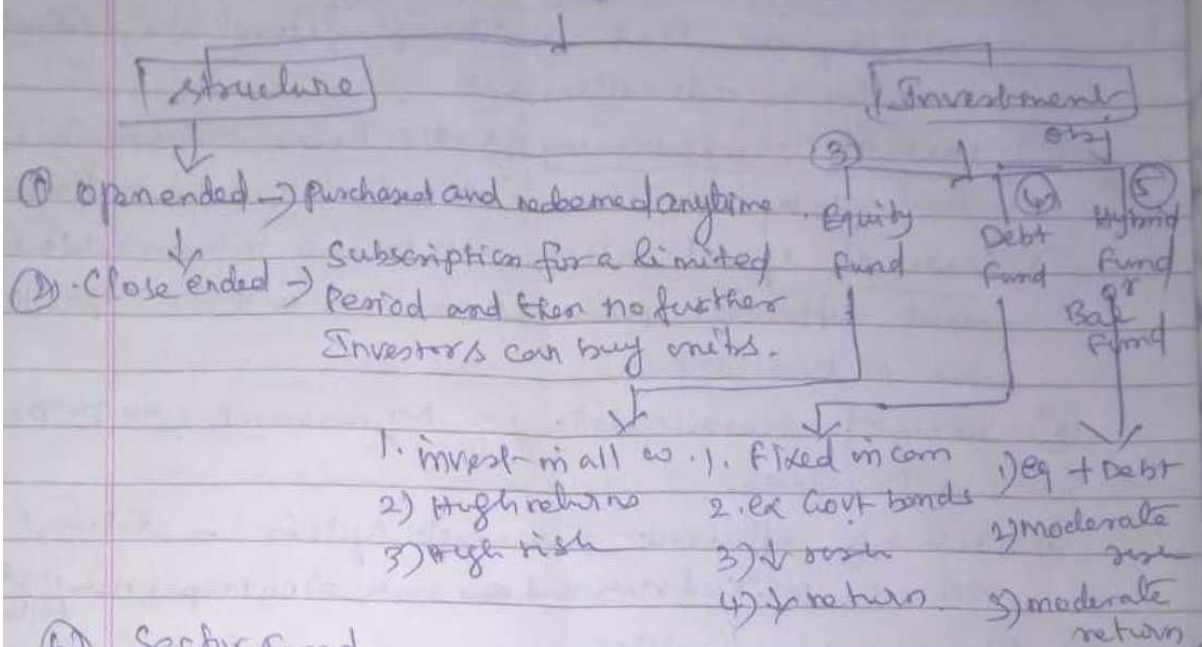 structure
Investment
obj
① open ended → purchased and redeemed anytime
② Close ended → Subscription for a limited
Period and then no further
Investors can buy units.
③
Equity
fund
④
Debt
fund
⑤
Hybrid
fund
or
Bal
fund
1. invest in all co.
2) High returns
3) High risk
1. Fixed incom
2. ex Govt bonds
3) ↓ risk
4) ↓ return.
1) eq + Debt
2) moderate
risk
3) moderate
return
Sector Fund